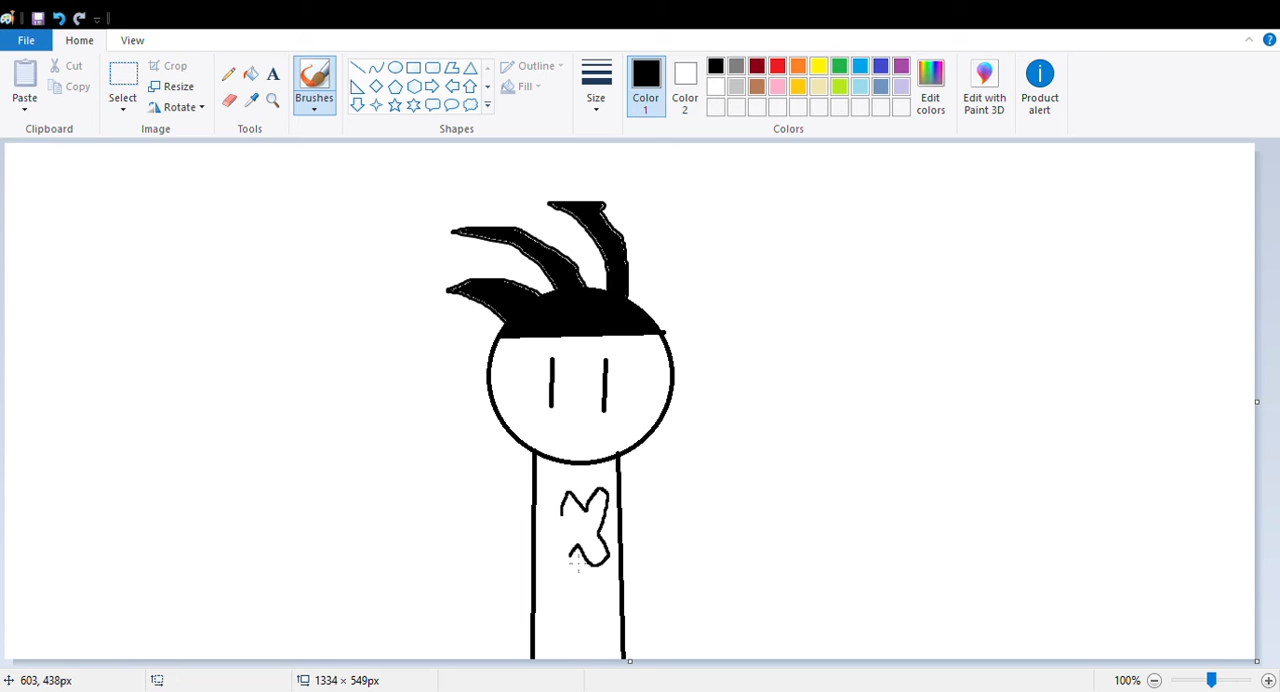 File Home View
Paste Cut Copy Clipboard
Select Crop Resize Rotate Image
A Tools
Brushes
Outline Fill Shapes
Size
Color 1 Color 2 Colors
Edit colors
Edit with Paint 3D
Product alert
603, 438px 1334 × 549px 100%